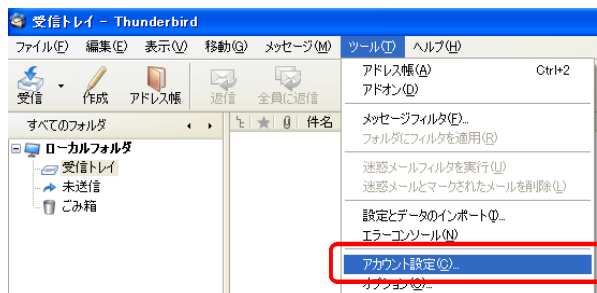 受信トレイ - Thunderbird
ファイル(F) 編集(E) 表示(V) 移動(G) メッセージ(M) ツール(T) ヘルプ(H)
受信 作成 アドレス帳 返信 全員に返信
すべてのフォルダ
件名
ローカルフォルダ
受信トレイ
未送信
ごみ箱
アドレス帳(A) Ctrl+2
アドオン(D)
メッセージフィルタ(F)...
フォルダにフィルタを適用(R)
迷惑メールフィルタを実行(U)
迷惑メールとマークされたメールを削除(L)
設定とデータのインポート(I)...
エラーコンソール(N)
アカウント設定(C)...
オプション(O)...